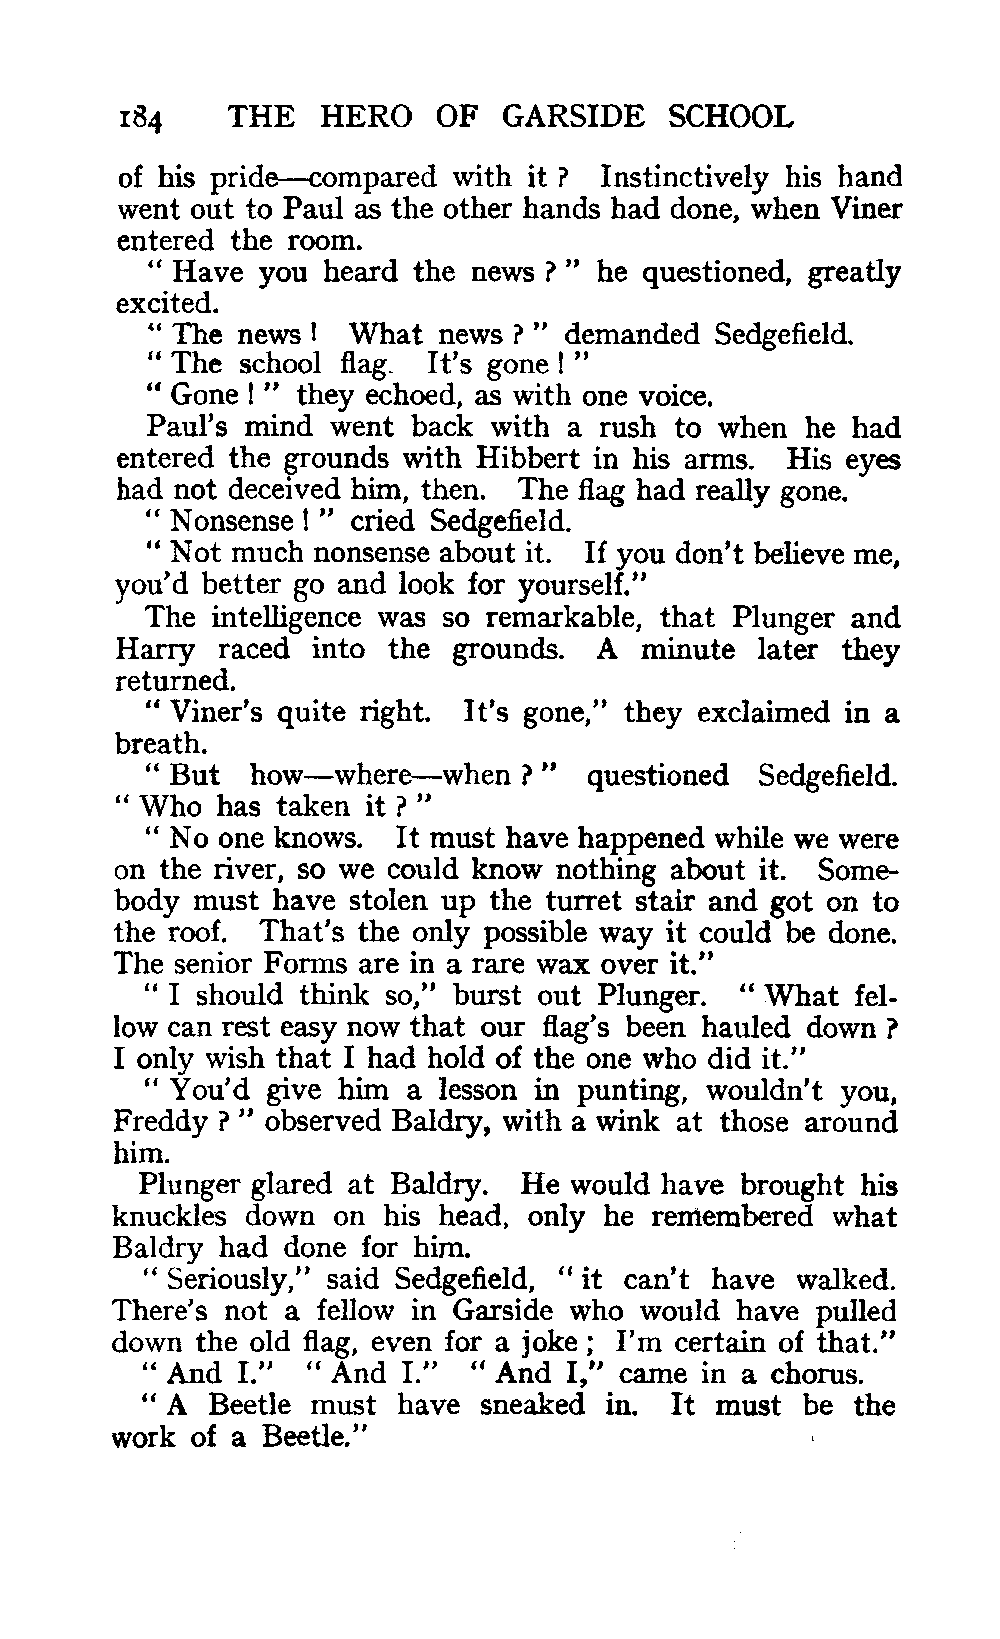 184 THE HERO OF GARSIDE SCHOOL
of his pride—compared with it ? Instinctively his hand
went out to Paul as the other hands had done, when Viner
entered the room.
“ Have you heard the news ? ” he questioned, greatly
excited.
“ The news ! What news ? ” demanded Sedgefield.
“ The school flag. It’s gone ! ”
“ Gone ! ” they echoed, as with one voice.
Paul’s mind went back with a rush to when he had
entered the grounds with Hibbert in his arms. His eyes
had not deceived him, then. The flag had really gone.
“ Nonsense ! ” cried Sedgefield.
“ Not much nonsense about it. If you don’t believe me,
you’d better go and look for yourself.”
The intelligence was so remarkable, that Plunger and
Harry raced into the grounds. A minute later they
returned.
“ Viner’s quite right. It’s gone,” they exclaimed in a
breath.
“ But how—where—when ? ” questioned Sedgefield.
“ Who has taken it ? ”
“ No one knows. It must have happened while we were
on the river, so we could know nothing about it. Some-
body must have stolen up the turret stair and got on to
the roof. That’s the only possible way it could be done.
The senior Forms are in a rare wax over it.”
“ I should think so,” burst out Plunger. “ What fel-
low can rest easy now that our flag’s been hauled down ?
I only wish that I had hold of the one who did it.”
“ You’d give him a lesson in punting, wouldn’t you,
Freddy ? ” observed Baldry, with a wink at those around
him.
Plunger glared at Baldry. He would have brought his
knuckles down on his head, only he remembered what
Baldry had done for him.
“ Seriously,” said Sedgefield, “ it can’t have walked.
There’s not a fellow in Garside who would have pulled
down the old flag, even for a joke ; I’m certain of that.”
“ And I.” “ And I.” “ And I,” came in a chorus.
“ A Beetle must have sneaked in. It must be the
work of a Beetle.”